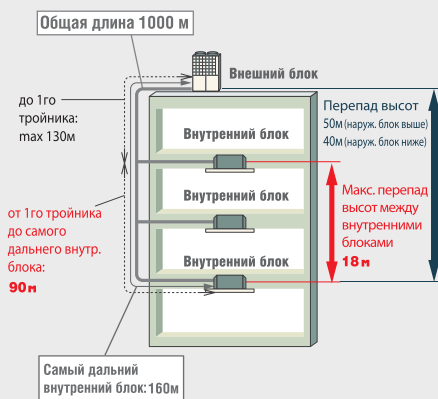 Общая длина 1000 м
Внешний блок
до 1го
тройника:
max 130м
Перепад высот
50м (наруж. блок выше)
40м (наруж. блок ниже)
Внутренний блок
Внутренний блок
Внутренний блок
от 1го тройника
до самого
дальнего внутр.
блока:
90м
Макс. перепад
высот между
внутренними
блоками
18м
Самый дальний
внутренний блок:160м